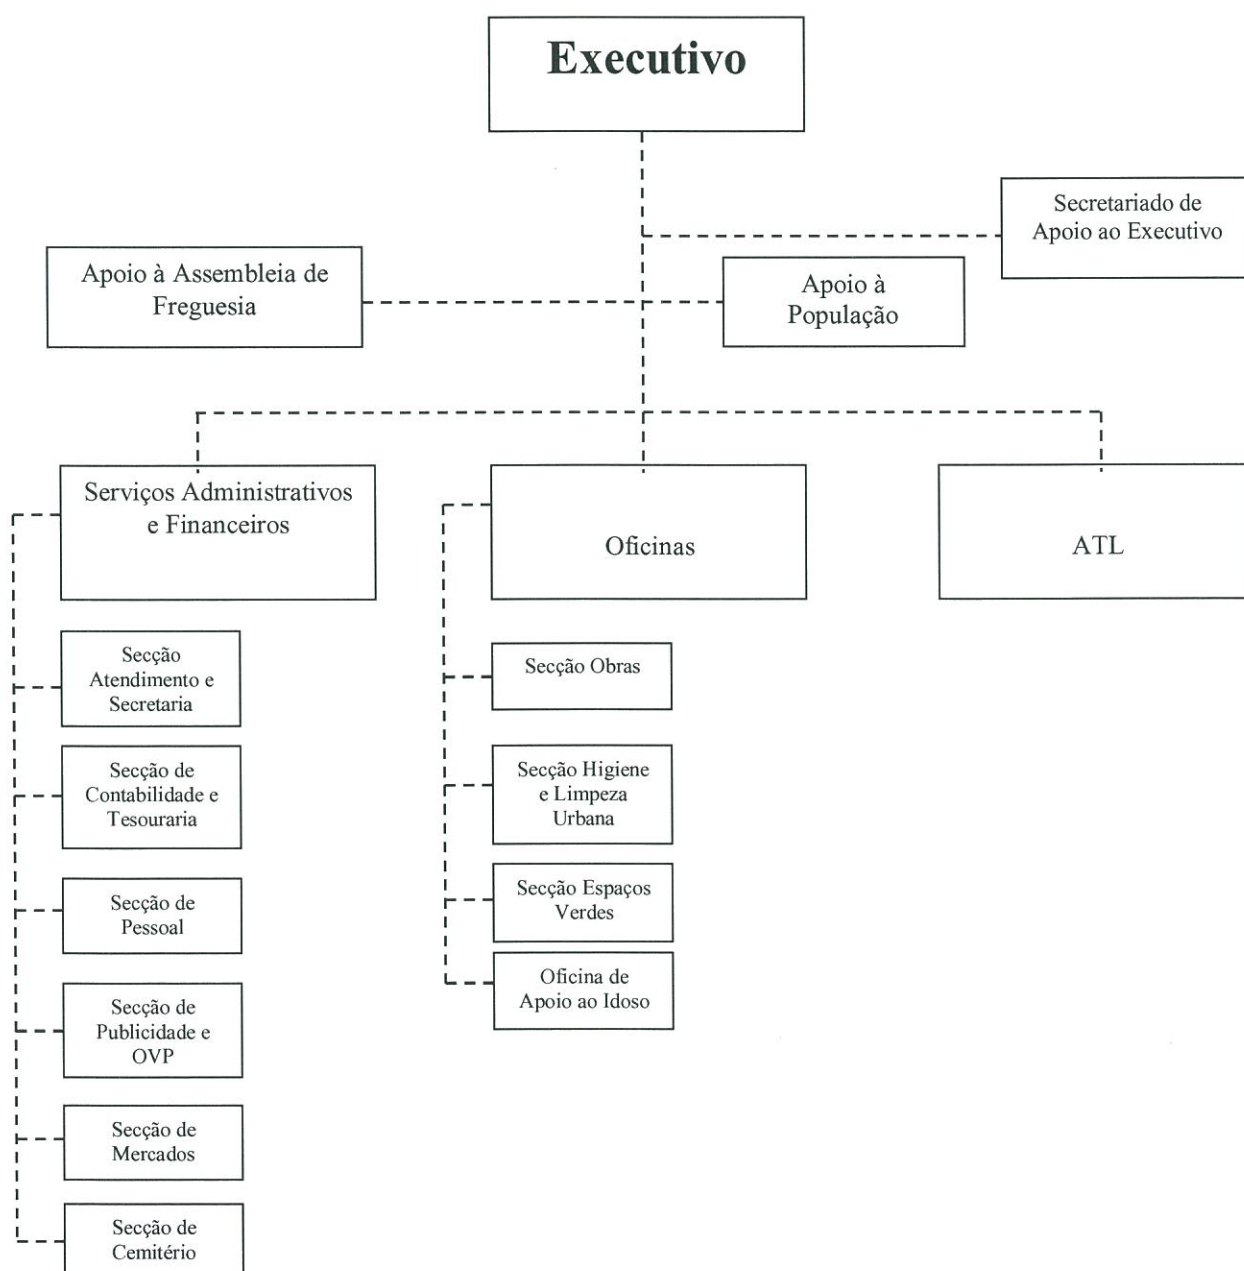 Executivo
Secretariado de
Apoio ao Executivo
Apoio à Assembleia de
Freguesia
Apoio à
População
Serviços Administrativos
e Financeiros
Oficinas
ATL
Secção
Atendimento e
Secretaria
Secção de
Contabilidade e
Tesouraria
Secção de
Pessoal
Secção de
Publicidade e
OVP
Secção de
Mercados
Secção de
Cemitério
Secção Obras
Secção Higiene
e Limpeza
Urbana
Secção Espaços
Verdes
Oficina de
Apoio ao Idoso